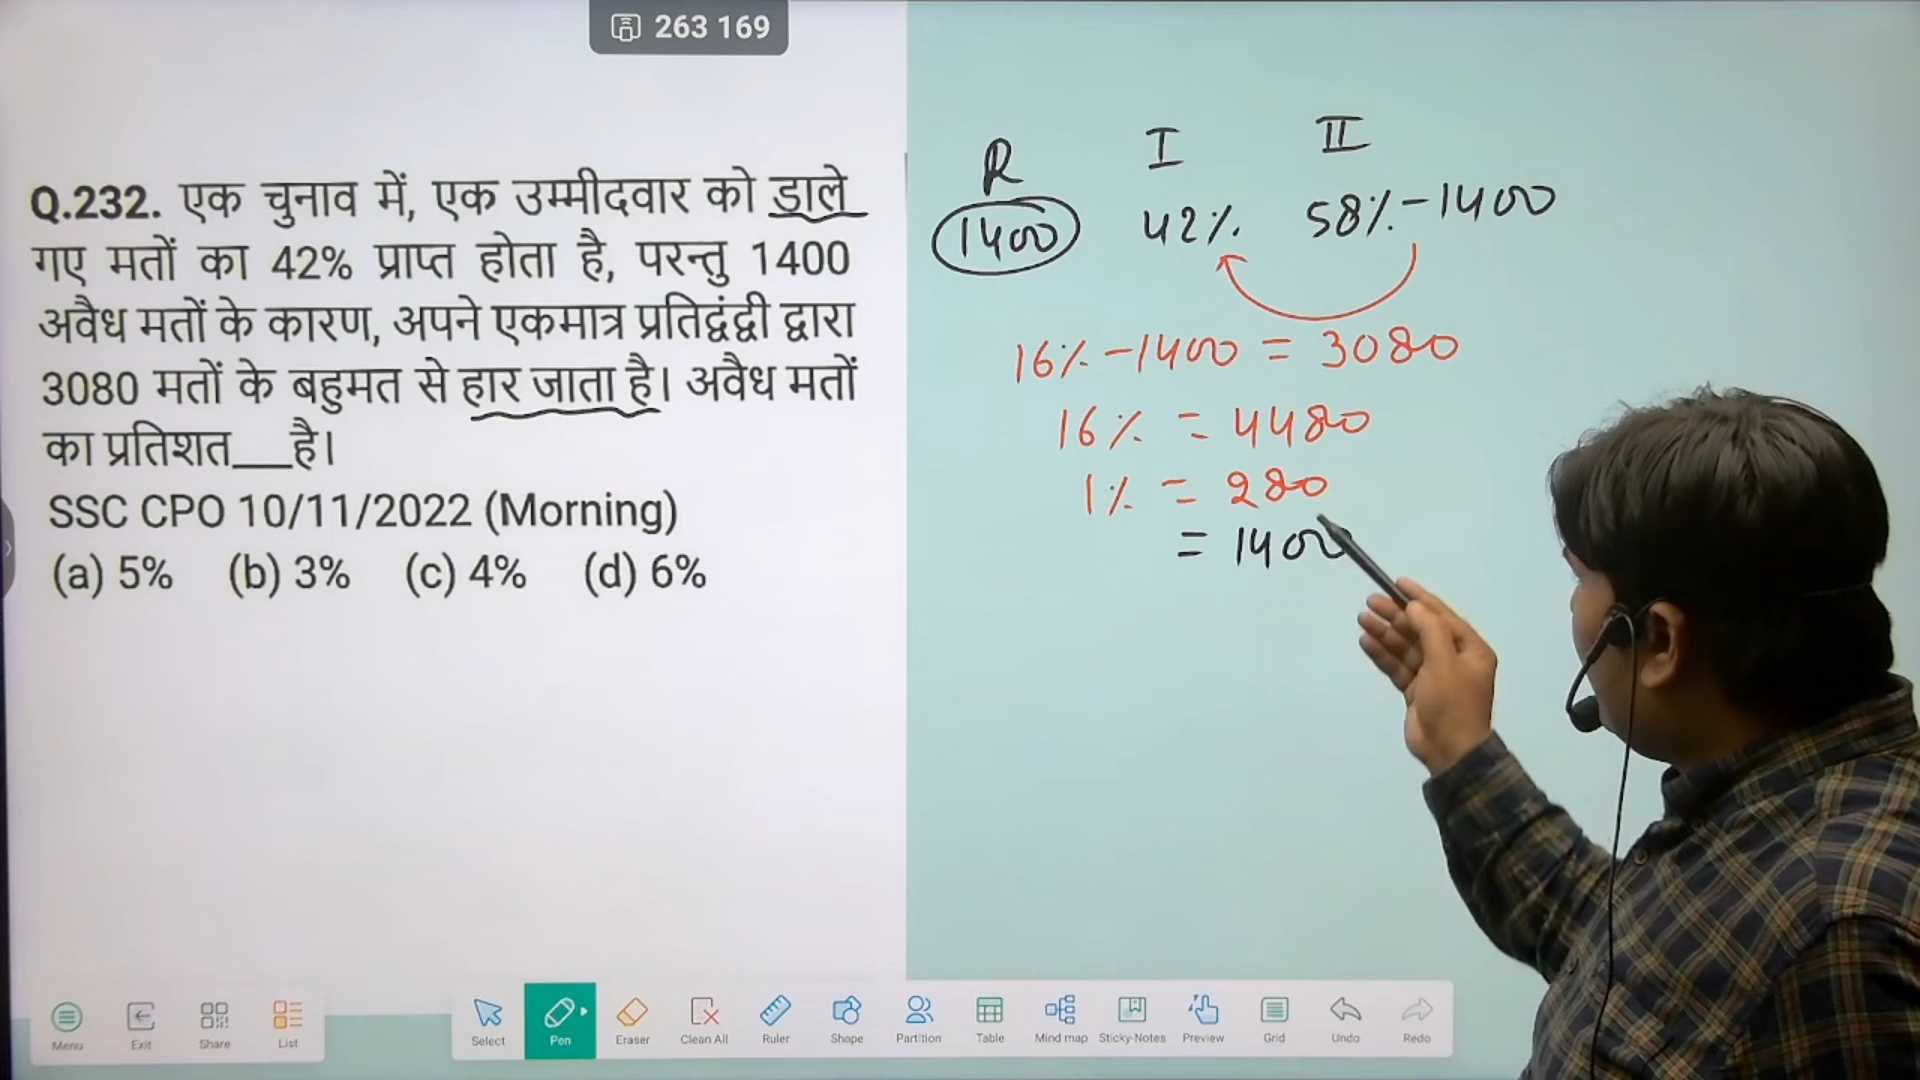 263 169
Q.232. एक चुनाव में, एक उम्मीदवार को डाले
गए मतों का 42% प्राप्त होता है, परन्तु 1400
अवैध मतों के कारण, अपने एकमात्र प्रतिद्वंद्वी द्वारा
3080 मतों के बहुमत से हार जाता है। अवैध मतों
का प्रतिशत___है।
SSC CPO 10/11/2022 (Morning)
(a) 5% (b) 3% (c) 4% (d) 6%
R I II
1400 42% 58%-1400
16%-1400 = 3080
16% = 4480
1% = 280
= 1400
Menu Exit Share List Select Pen Eraser Clean All Ruler Shape Partition Table Mind map Sticky-Notes Preview Grid Undo Redo